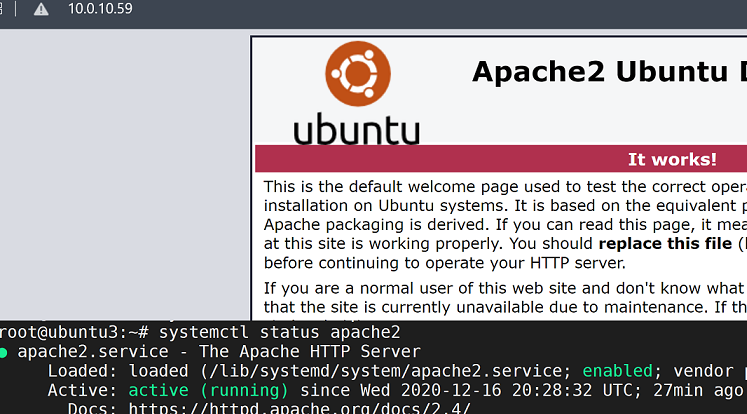 10.0.10.59
Apache2 Ubuntu
ubuntu
It works!
This is the default welcome page used to test the correct
installation on Ubuntu systems. It is based on the equivalent
Apache packaging is derived. If you can read this page, it
at this site is working properly. You should replace this file
before continuing to operate your HTTP server.
If you are a normal user of this web site and don't know what
that the site is currently unavailable due to maintenance. If
root@ubuntu3:~# systemctl status apache2
● apache2.service - The Apache HTTP Server
Loaded: loaded (/lib/systemd/system/apache2.service; enabled; vendor
Active: active (running) since Wed 2020-12-16 20:28:32 UTC; 27min ago
Docs: https://httpd.apache.org/docs/2.4/